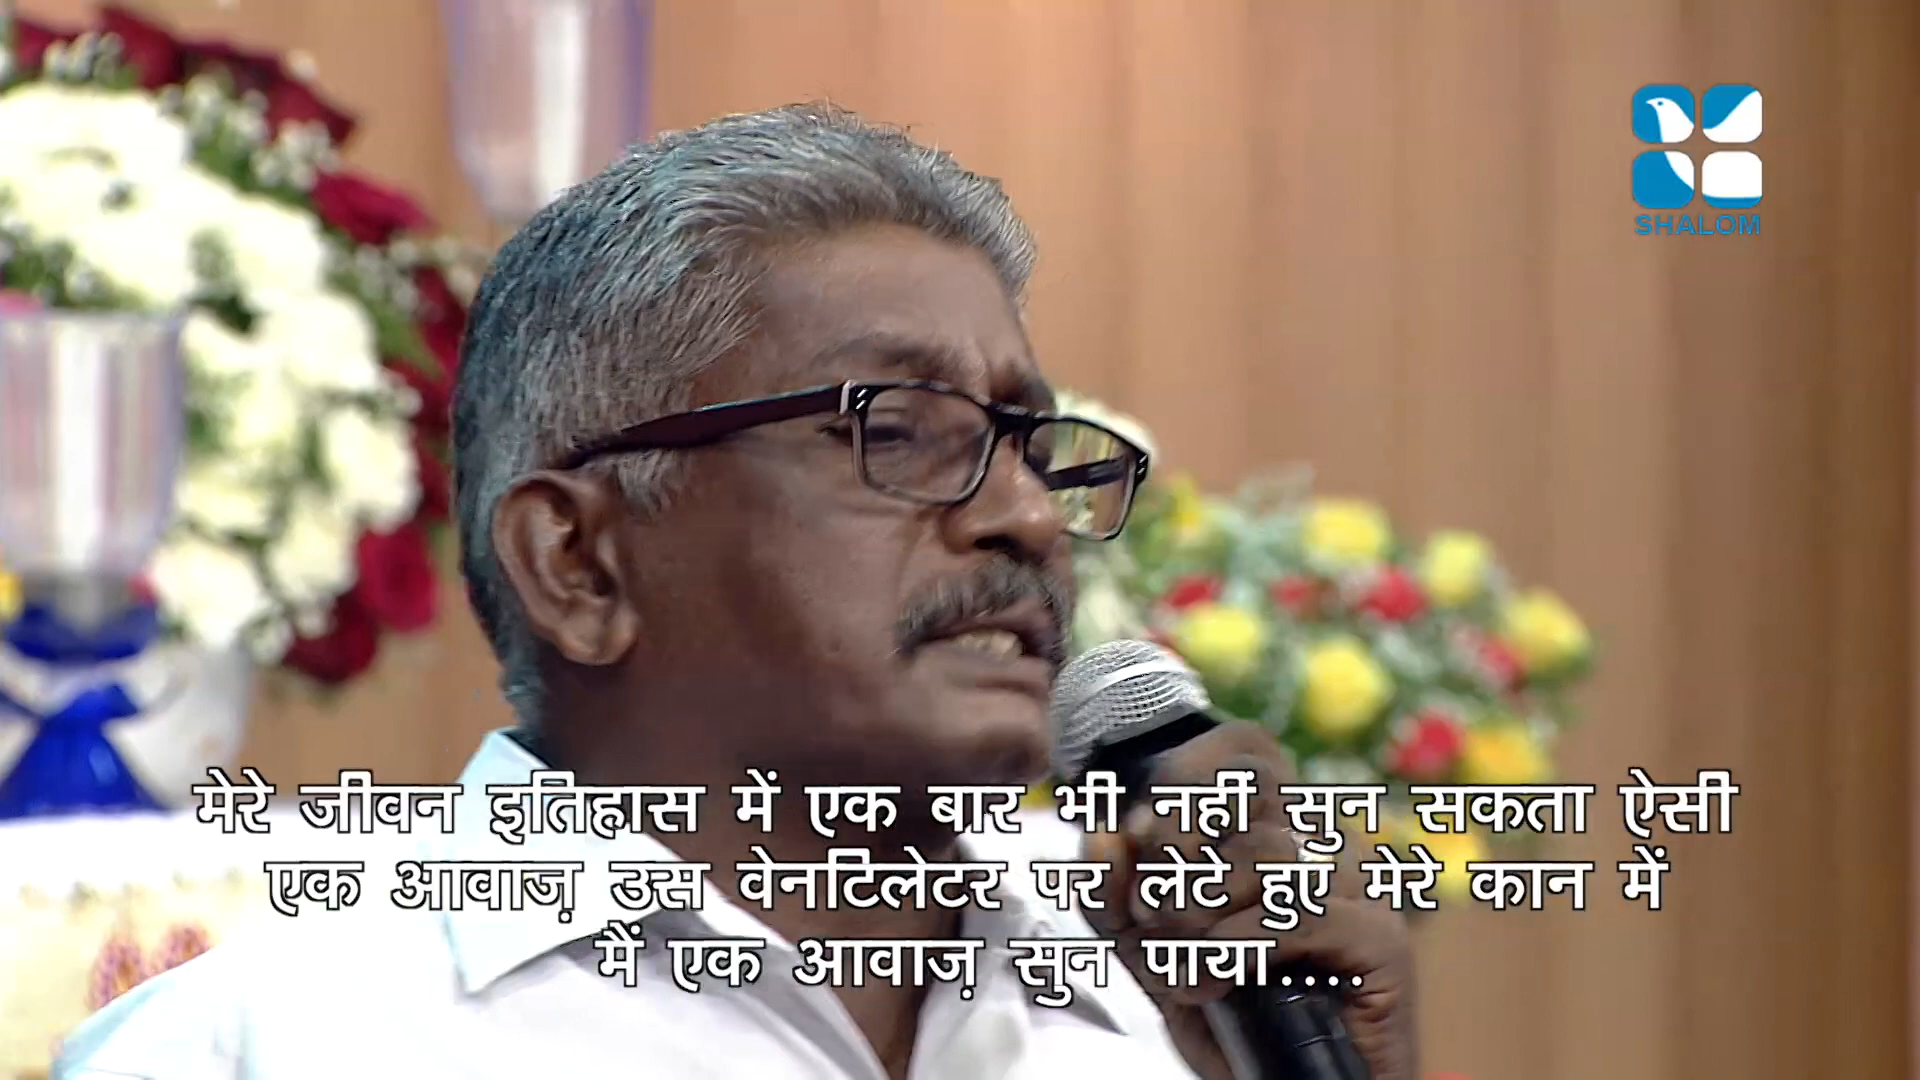 SHALOM
मेरे जीवन इतिहास में एक बार भी नहीं सुन सकता ऐसी
एक आवाज़ उस वेनटिलेटर पर लेटे हुए मेरे कान में
मैं एक आवाज़ सुन पाया....